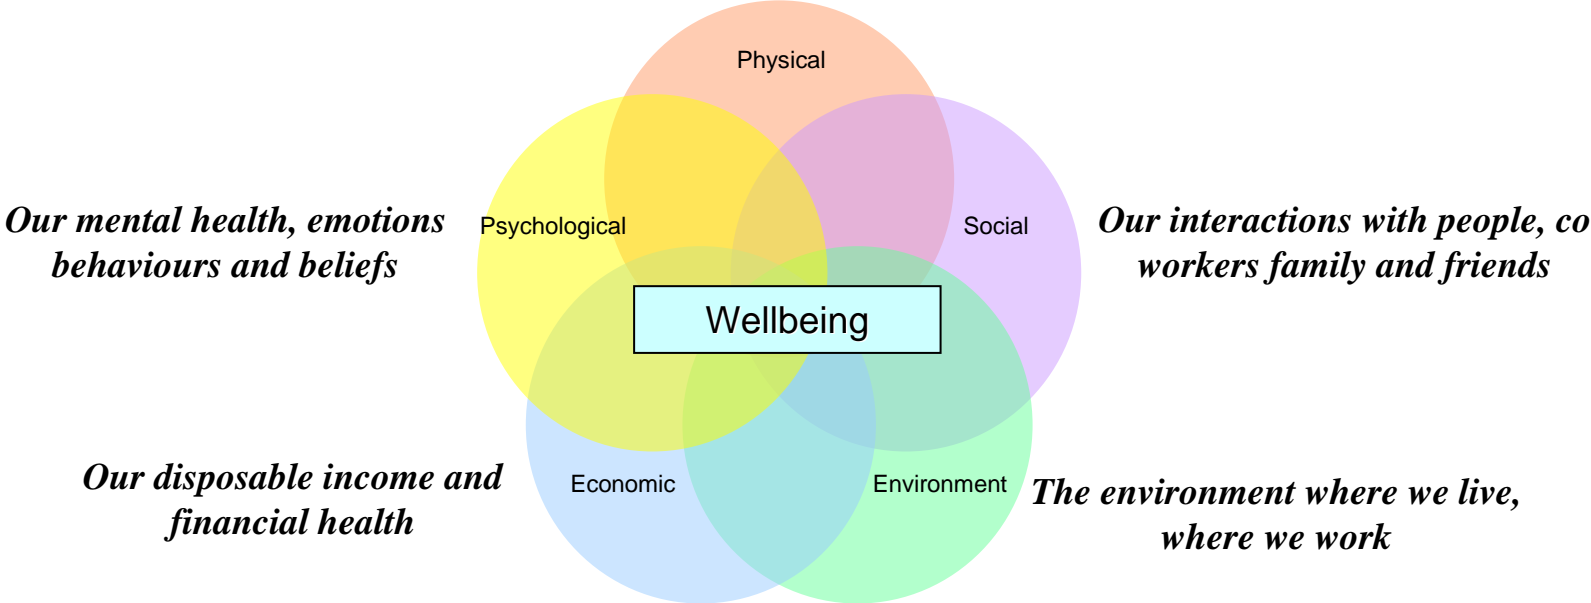 Physical
Our mental health, emotions
behaviours and beliefs
Psychological
Social
Our interactions with people, co
workers family and friends
Wellbeing
Our disposable income and
financial health
Economic
Environment
The environment where we live,
where we work